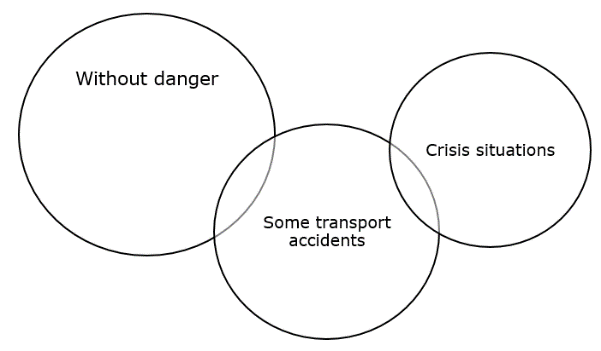 Without danger
Crisis situations
Some transport
accidents